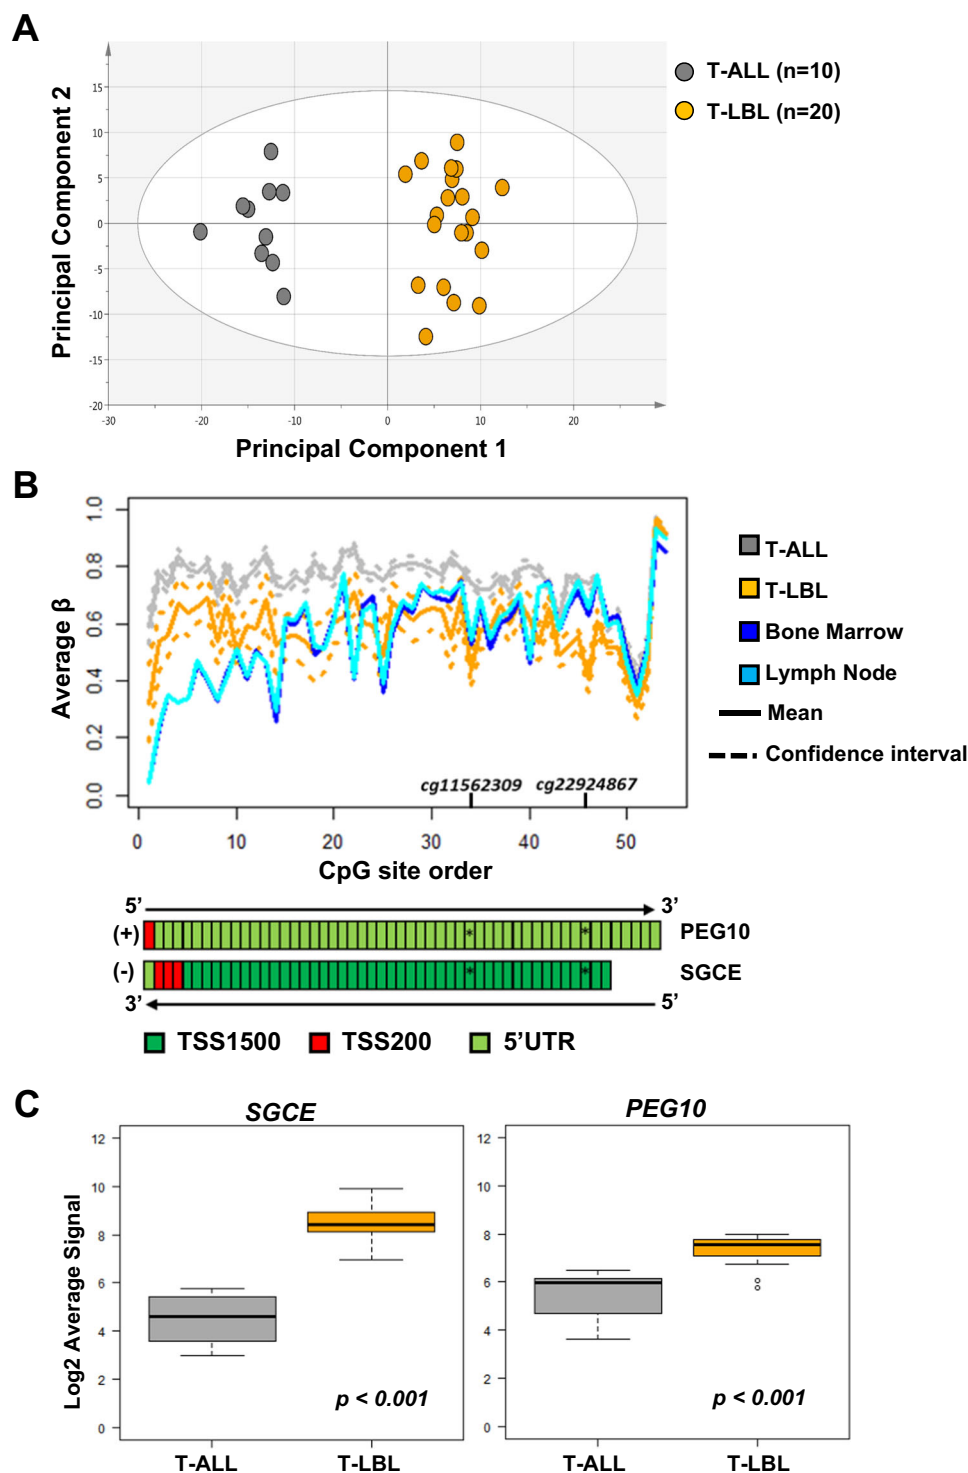 A
Principal Component 2
15
10
5
0
-5
-10
-15
-20
-30
-20
-10
0
10
20
Principal Component 1
T-ALL (n=10)
T-LBL (n=20)
B
Average β
1.0
0.8
0.6
0.4
0.2
0.0
cg11562309 cg22924867
0 10 20 30 40 50
CpG site order
T-ALL
T-LBL
Bone Marrow
Lymph Node
Mean
Confidence interval
5’ 3’
(+) * * PEG10
(-) * * SGCE
3’ 5’
TSS1500 TSS200 5’UTR
C
SGCE
Log2 Average Signal
12
10
8
6
4
2
0
p < 0.001
T-ALL T-LBL
PEG10
12
10
8
6
4
2
0
p < 0.001
T-ALL T-LBL